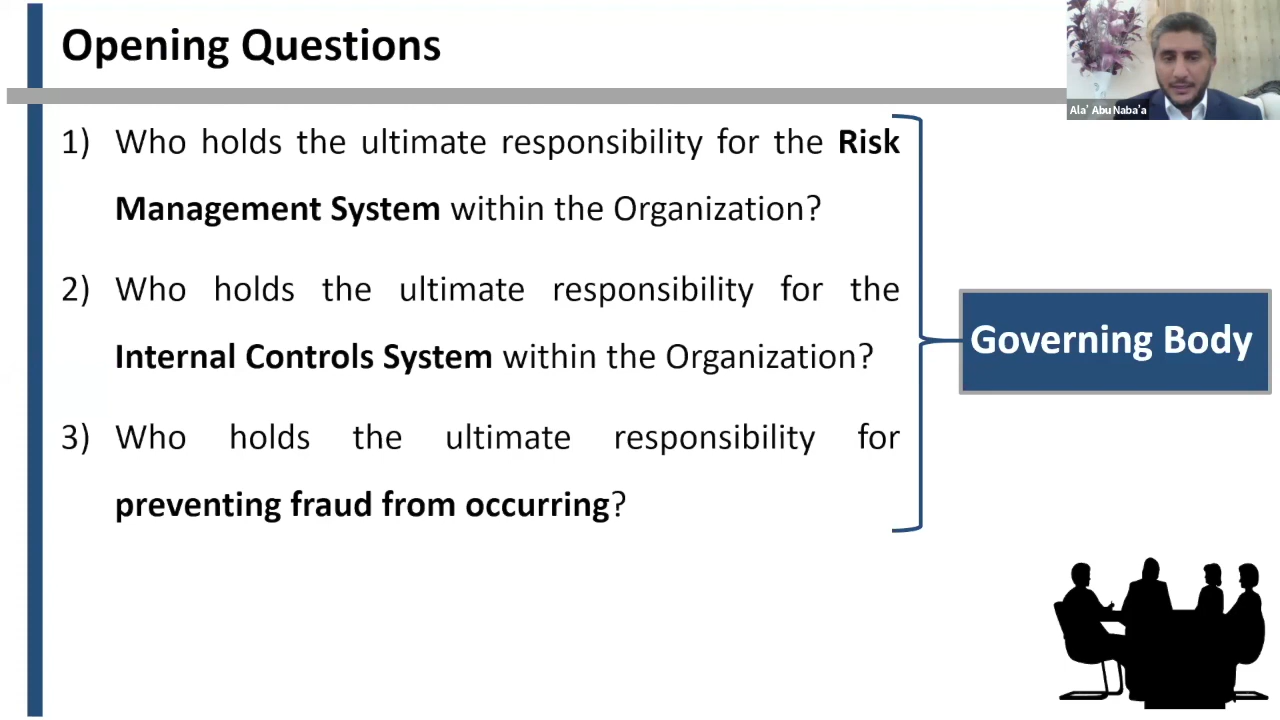 Opening Questions
Ala' Abu Naba'a
1) Who holds the ultimate responsibility for the Risk
Management System within the Organization?
2) Who holds the ultimate responsibility for the
Internal Controls System within the Organization?
3) Who holds the ultimate responsibility for
preventing fraud from occurring?
Governing Body